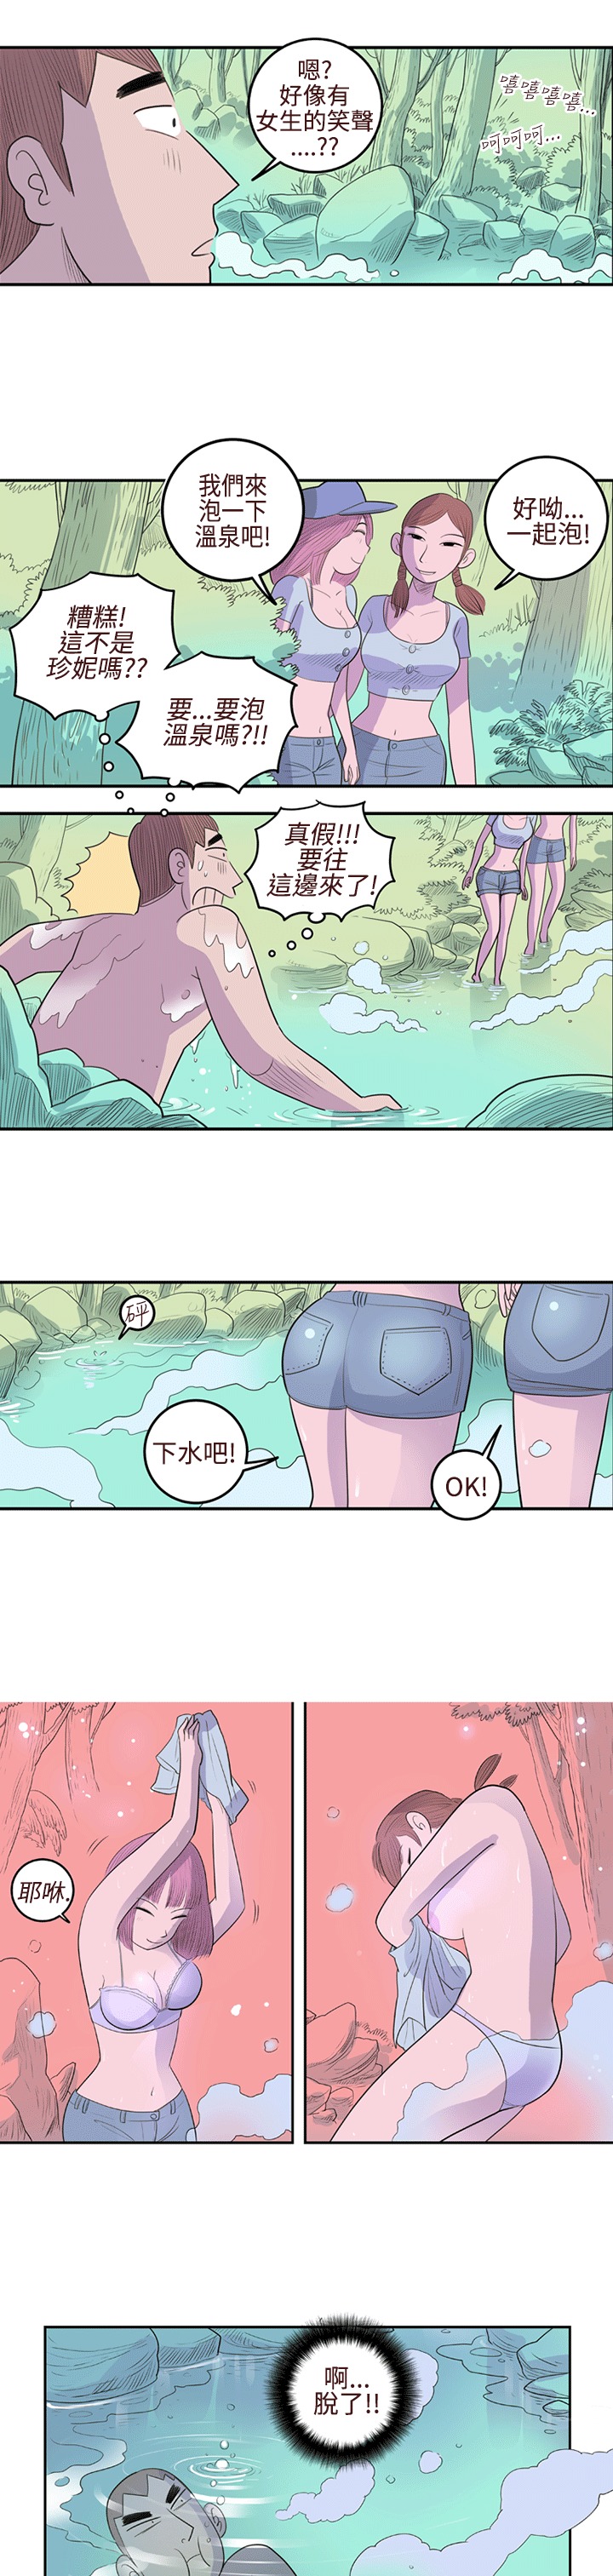 嗯?
好像有
女生的笑聲
....??
嘻嘻嘻嘻...
呵呵呵...
我們來
泡一下
溫泉吧!
好呦...
一起泡!
糟糕!
這不是
珍妮嗎??
要...要泡
溫泉嗎?!!
真假!!!
要往
這邊來了!
砰
下水吧!
OK!
耶咻.
啊...
脫了!!